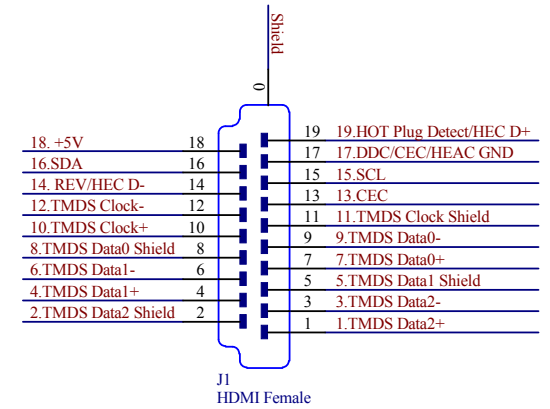 Shield
0
18. +5V 18
16.SDA 16
14. REV/HEC D- 14
12.TMDS Clock- 12
10.TMDS Clock+ 10
8.TMDS Data0 Shield 8
6.TMDS Data1- 6
4.TMDS Data1+ 4
2.TMDS Data2 Shield 2
19 19.HOT Plug Detect/HEC D+
17 17.DDC/CEC/HEAC GND
15 15.SCL
13 13.CEC
11 11.TMDS Clock Shield
9 9.TMDS Data0-
7 7.TMDS Data0+
5 5.TMDS Data1 Shield
3 3.TMDS Data2-
1 1.TMDS Data2+
J1
HDMI Female